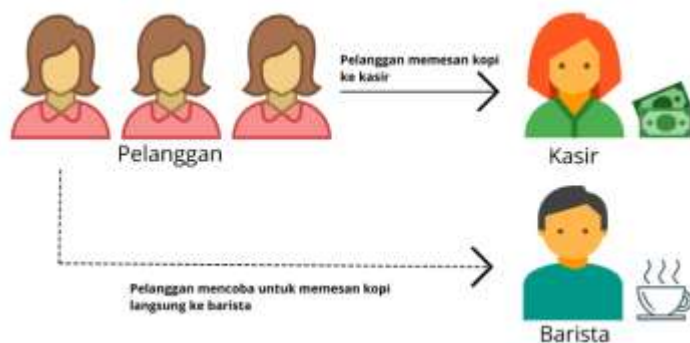 Pelanggan memesan kopi
ke kasir
Pelanggan
Kasir
Pelanggan mencoba untuk memesan kopi
langsung ke barista
Barista